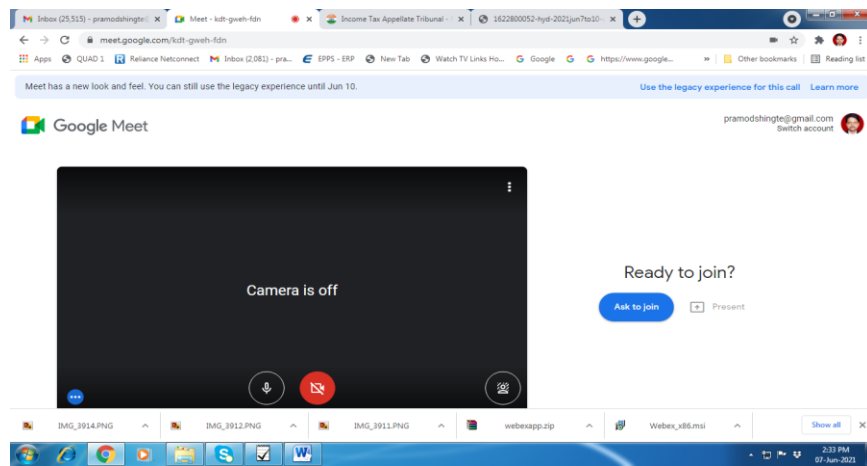 Inbox (25,515) - pramodshingte(
Meet - kdt-gweh-fdn
Income Tax Appellate Tribunal -
1622800052-hyd-2021jun7to10-
meet.google.com/kdt-gweh-fdn
Apps
QUAD 1
Reliance Netconnect
Inbox (2,081) - pra...
EPPS - ERP
New Tab
Watch TV Links Ho...
Google
https://www.google...
»
Other bookmarks
Reading list
Meet has a new look and feel. You can still use the legacy experience until Jun 10.
Use the legacy experience for this call
Learn more
Google Meet
pramodshingte@gmail.com
Switch account
Camera is off
Ready to join?
Ask to join
Present
IMG_3914.PNG
IMG_3912.PNG
IMG_3911.PNG
webexapp.zip
Webex_x86.msi
Show all
2:33 PM
07-Jun-2021